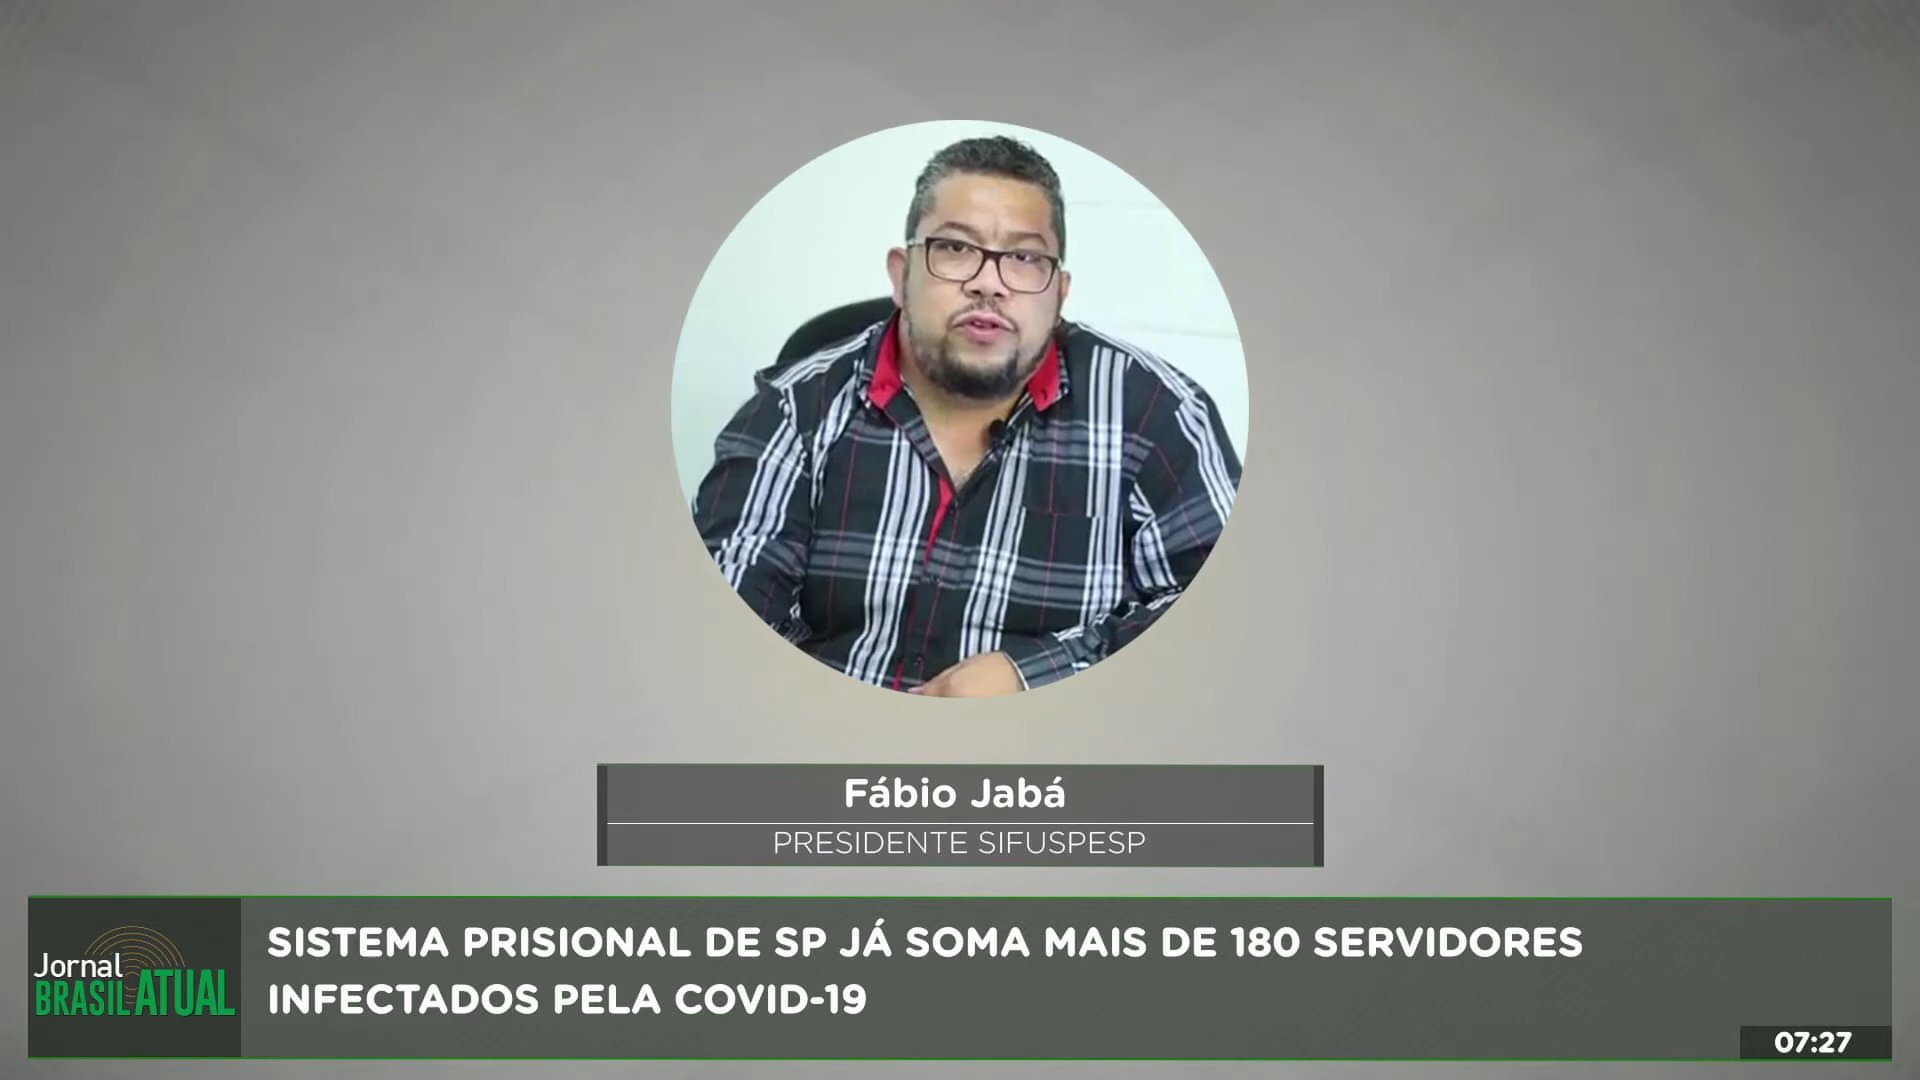 Fábio Jabá
PRESIDENTE SIFUSPESP
Jornal
BRASIL ATUAL
SISTEMA PRISIONAL DE SP JÁ SOMA MAIS DE 180 SERVIDORES
INFECTADOS PELA COVID-19
07:27